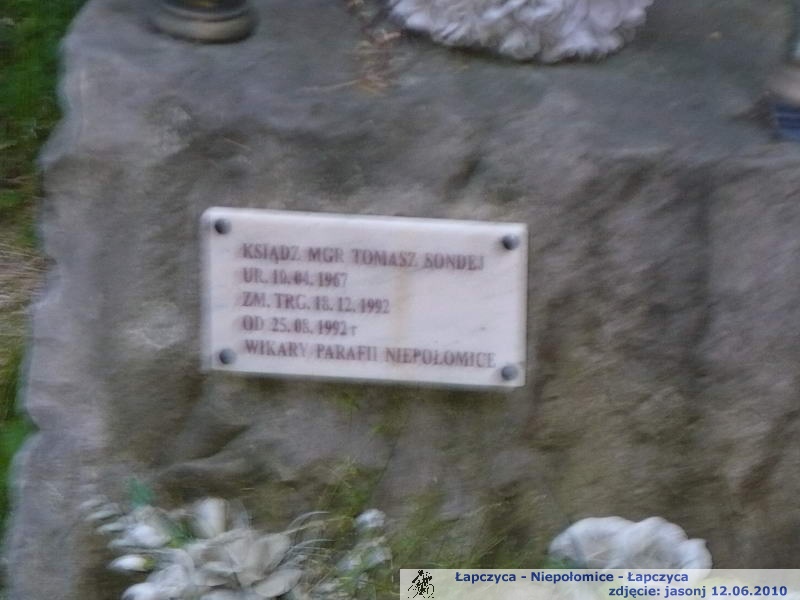 KSIĄDZ MGR TOMASZ SONDEJ
UR. 10.04.1967
ZM. TRG. 18.12.1992
OD 25.08.1992 r
WIKARY PARAFII NIEPOŁOMICE
Łapczyca - Niepołomice - Łapczyca
zdjęcie: jasonj 12.06.2010